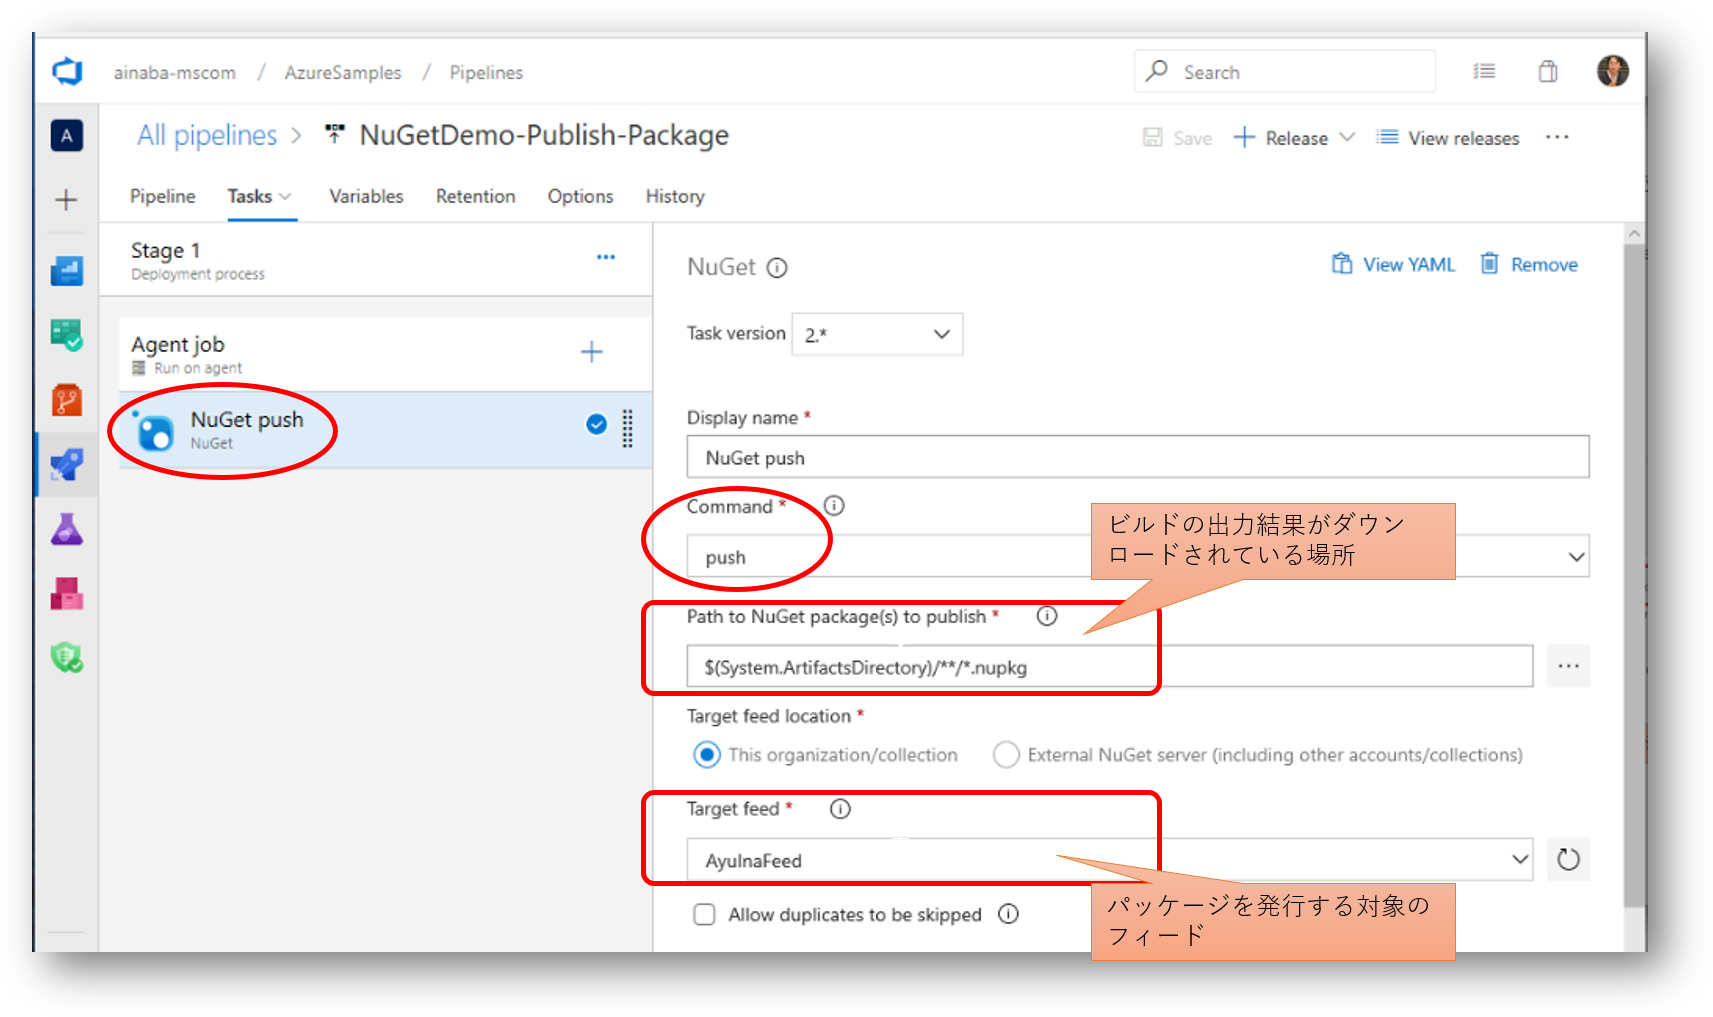 ainaba-mscom / AzureSamples / Pipelines
Search
A
All pipelines > NuGetDemo-Publish-Package
Save
Release
View releases
Pipeline
Tasks
Variables
Retention
Options
History
Stage 1
Deployment process
Agent job
Run on agent
NuGet push
NuGet
NuGet
View YAML
Remove
Task version
2.*
Display name *
NuGet push
Command *
push
ビルドの出力結果がダウン
ロードされている場所
Path to NuGet package(s) to publish *
$(System.ArtifactsDirectory)/**/*.nupkg
Target feed location *
This organization/collection
External NuGet server (including other accounts/collections)
Target feed *
AyuInaFeed
パッケージを発行する対象の
フィード
Allow duplicates to be skipped